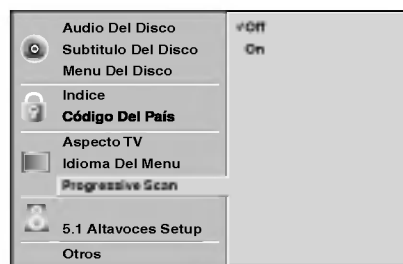 Audio Del Disco
Subtitulo Del Disco
Menu Del Disco
Indice
Código Del País
Aspecto TV
Idioma Del Menu
Progressive Scan
5.1 Altavoces Setup
Otros
√Off
On